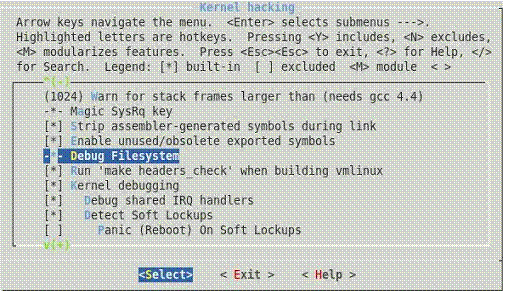 Kernel hacking
Arrow keys navigate the menu.  <Enter> selects submenus --->.
Highlighted letters are hotkeys.  Pressing <Y> includes, <N> excludes,
<M> modularizes features.  Press <Esc><Esc> to exit, <?> for Help, </>
for Search.  Legend: [*] built-in  [ ] excluded  <M> module  < >
^(-)
(1024) Warn for stack frames larger than (needs gcc 4.4)
-*- Magic SysRq key
[*] Strip assembler-generated symbols during link
[*] Enable unused/obsolete exported symbols
-*- Debug Filesystem
[*] Run 'make headers_check' when building vmlinux
[*] Kernel debugging
[*]   Debug shared IRQ handlers
[*]   Detect Soft Lockups
[ ]     Panic (Reboot) On Soft Lockups
v(+)
<Select>    < Exit >    < Help >